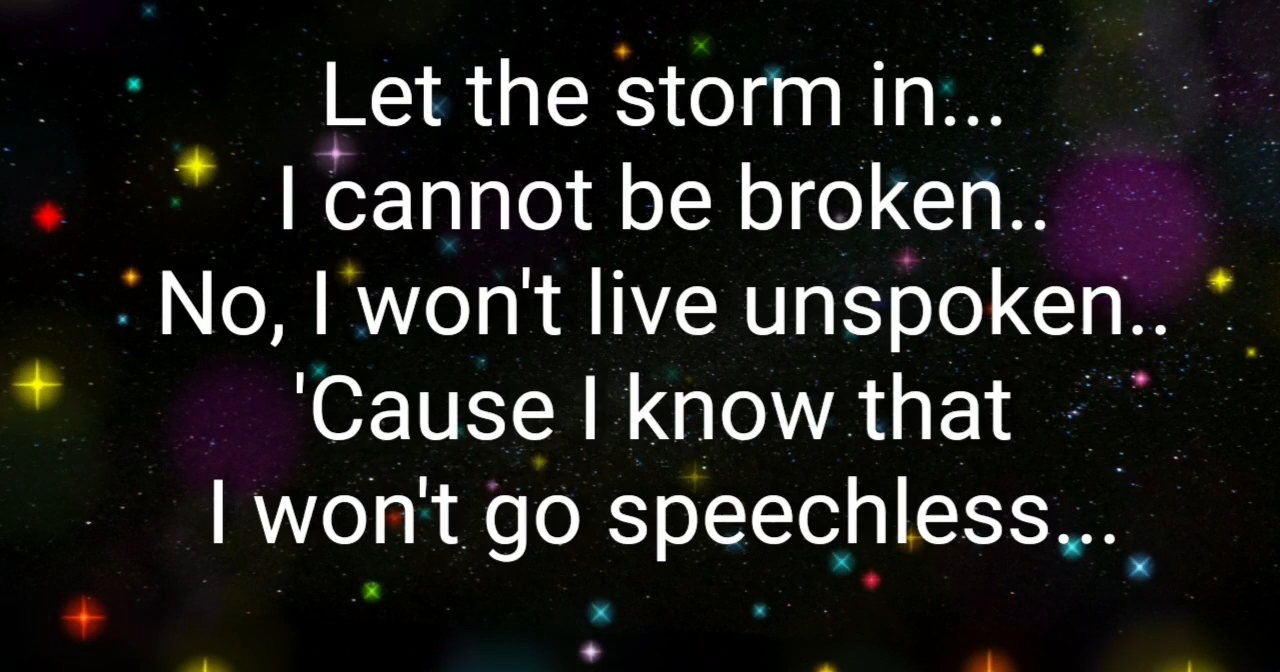 Let the storm in...
I cannot be broken..
No, I won't live unspoken..
'Cause I know that
I won't go speechless...